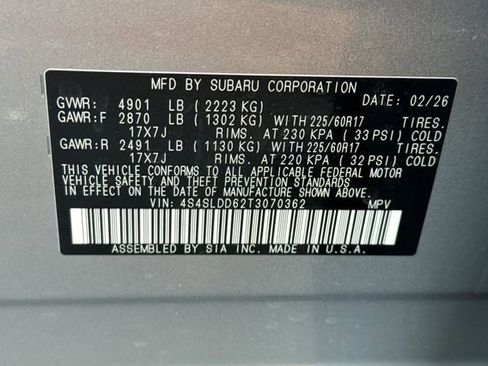 MFD BY SUBARU CORPORATION
GVWR: 4901 LB ( 2223 KG) DATE: 02/26
GAWR:F 2870 LB ( 1302 KG) WITH 225/60R17 TIRES.
17X7J RIMS. AT 230 KPA ( 33 PSI) COLD
GAWR:R 2491 LB ( 1130 KG) WITH 225/60R17 TIRES.
17X7J RIMS. AT 220 KPA ( 32 PSI) COLD
THIS VEHICLE CONFORMS TO ALL APPLICABLE FEDERAL MOTOR
VEHICLE SAFETY AND THEFT PREVENTION STANDARDS
IN EFFECT ON THE DATE OF MANUFACTURE SHOWN ABOVE.
VIN: 4S4SLDD62T3070362 MPV
ASSEMBLED BY SIA INC. MADE IN U.S.A.